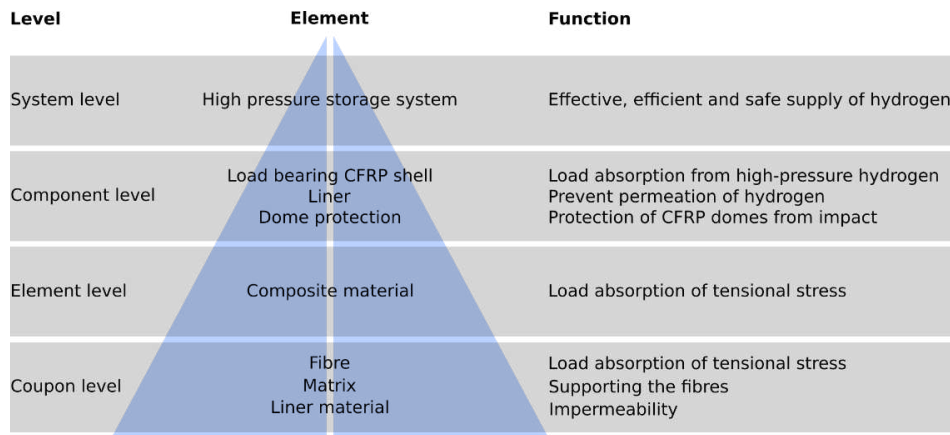 Level Element Function
System level High pressure storage system Effective, efficient and safe supply of hydrogen
Load bearing CFRP shell Load absorption from high-pressure hydrogen
Component level Liner Prevent permeation of hydrogen
Dome protection Protection of CFRP domes from impact
Element level Composite material Load absorption of tensional stress
Fibre Load absorption of tensional stress
Coupon level Matrix Supporting the fibres
Liner material Impermeability